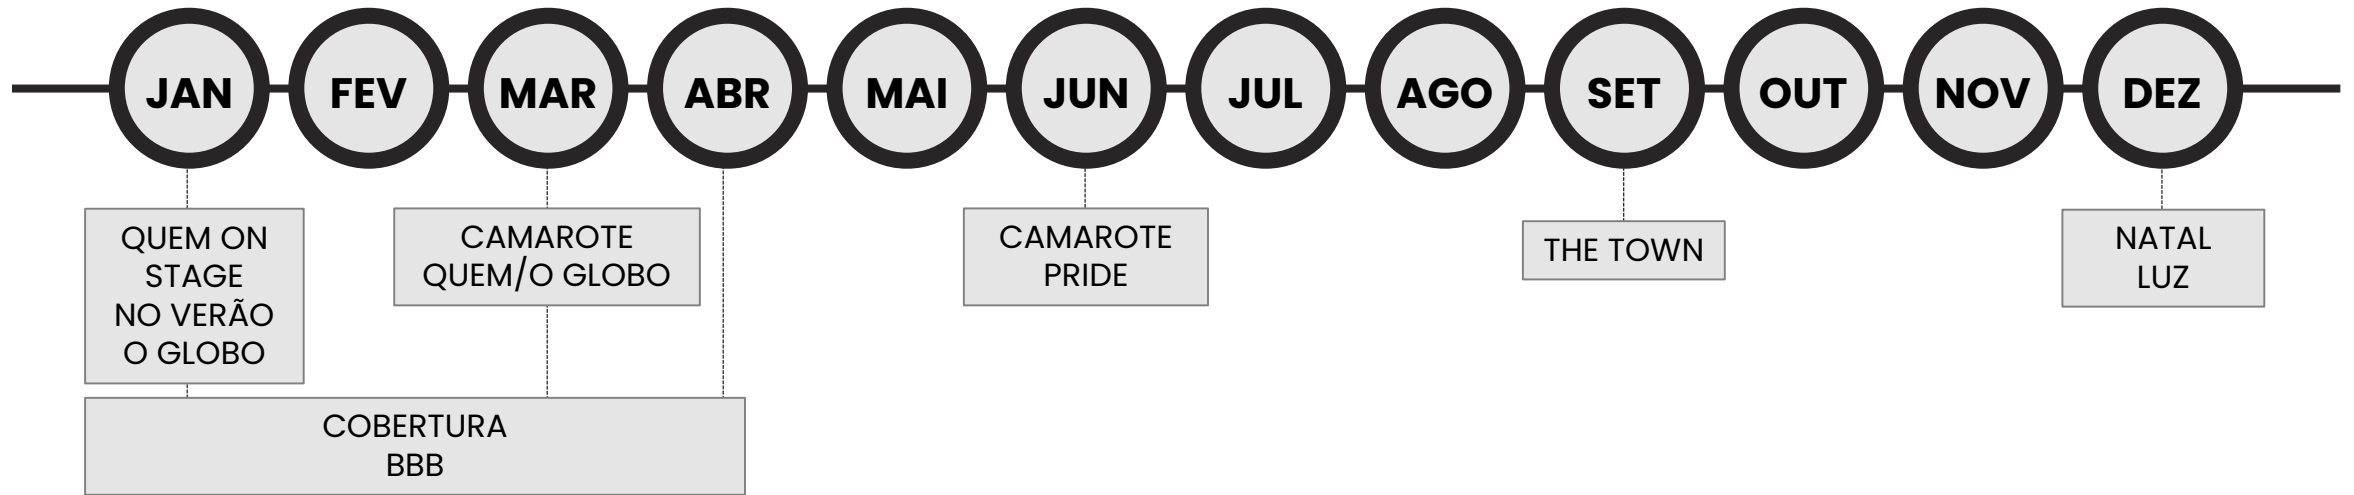 JAN
FEV
MAR
ABR
MAI
JUN
JUL
AGO
SET
OUT
NOV
DEZ
QUEM ON
STAGE
NO VERÃO
O GLOBO
CAMAROTE
QUEM/O GLOBO
CAMAROTE
PRIDE
THE TOWN
NATAL
LUZ
COBERTURA
BBB